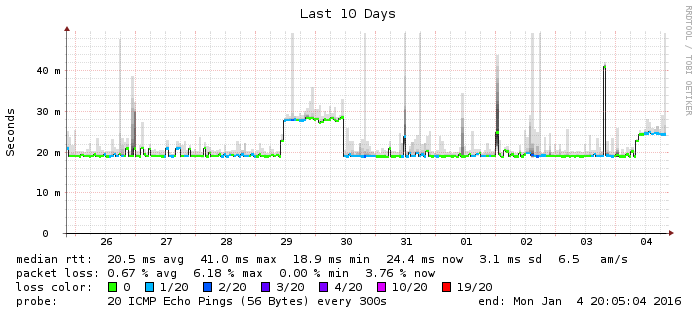 Last 10 Days
RRDTOOL / TOBI OETIKER
Seconds
40 m
30 m
20 m
10 m
0
26 27 28 29 30 31 01 02 03 04
median rtt: 20.5 ms avg 41.0 ms max 18.9 ms min 24.4 ms now 3.1 ms sd 6.5 am/s
packet loss: 0.67 % avg 6.18 % max 0.00 % min 3.76 % now
loss color: 0 1/20 2/20 3/20 4/20 10/20 19/20
probe: 20 ICMP Echo Pings (56 Bytes) every 300s end: Mon Jan 4 20:05:04 2016